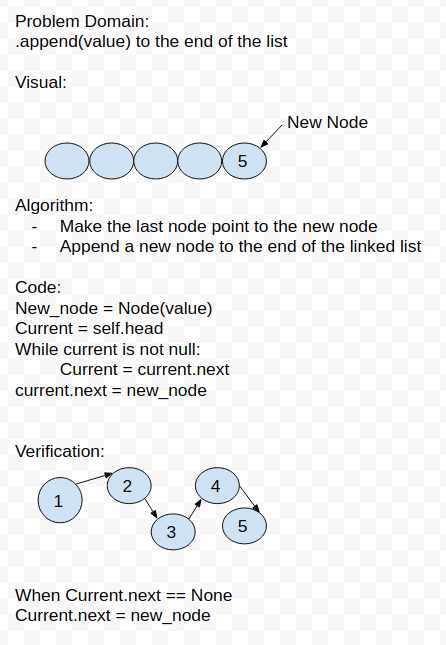 Problem Domain:
.append(value) to the end of the list
Visual:
New Node
5
Algorithm:
- Make the last node point to the new node
- Append a new node to the end of the linked list
Code:
New_node = Node(value)
Current = self.head
While current is not null:
Current = current.next
current.next = new_node
Verification:
1
2
3
4
5
When Current.next == None
Current.next = new_node